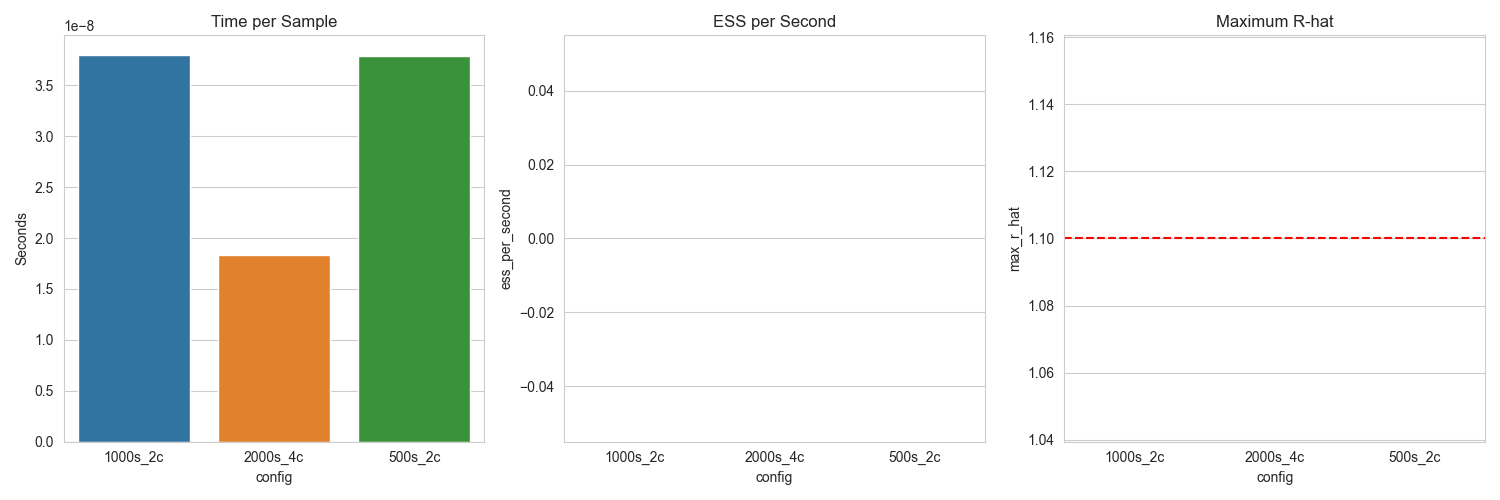 Time per Sample
1e−8
3.5
3.0
2.5
2.0
1.5
1.0
0.5
0.0
Seconds
1000s_2c
2000s_4c
500s_2c
config
ESS per Second
0.04
0.02
0.00
−0.02
−0.04
ess_per_second
1000s_2c
2000s_4c
500s_2c
config
Maximum R-hat
1.16
1.14
1.12
1.10
1.08
1.06
1.04
max_r_hat
1000s_2c
2000s_4c
500s_2c
config